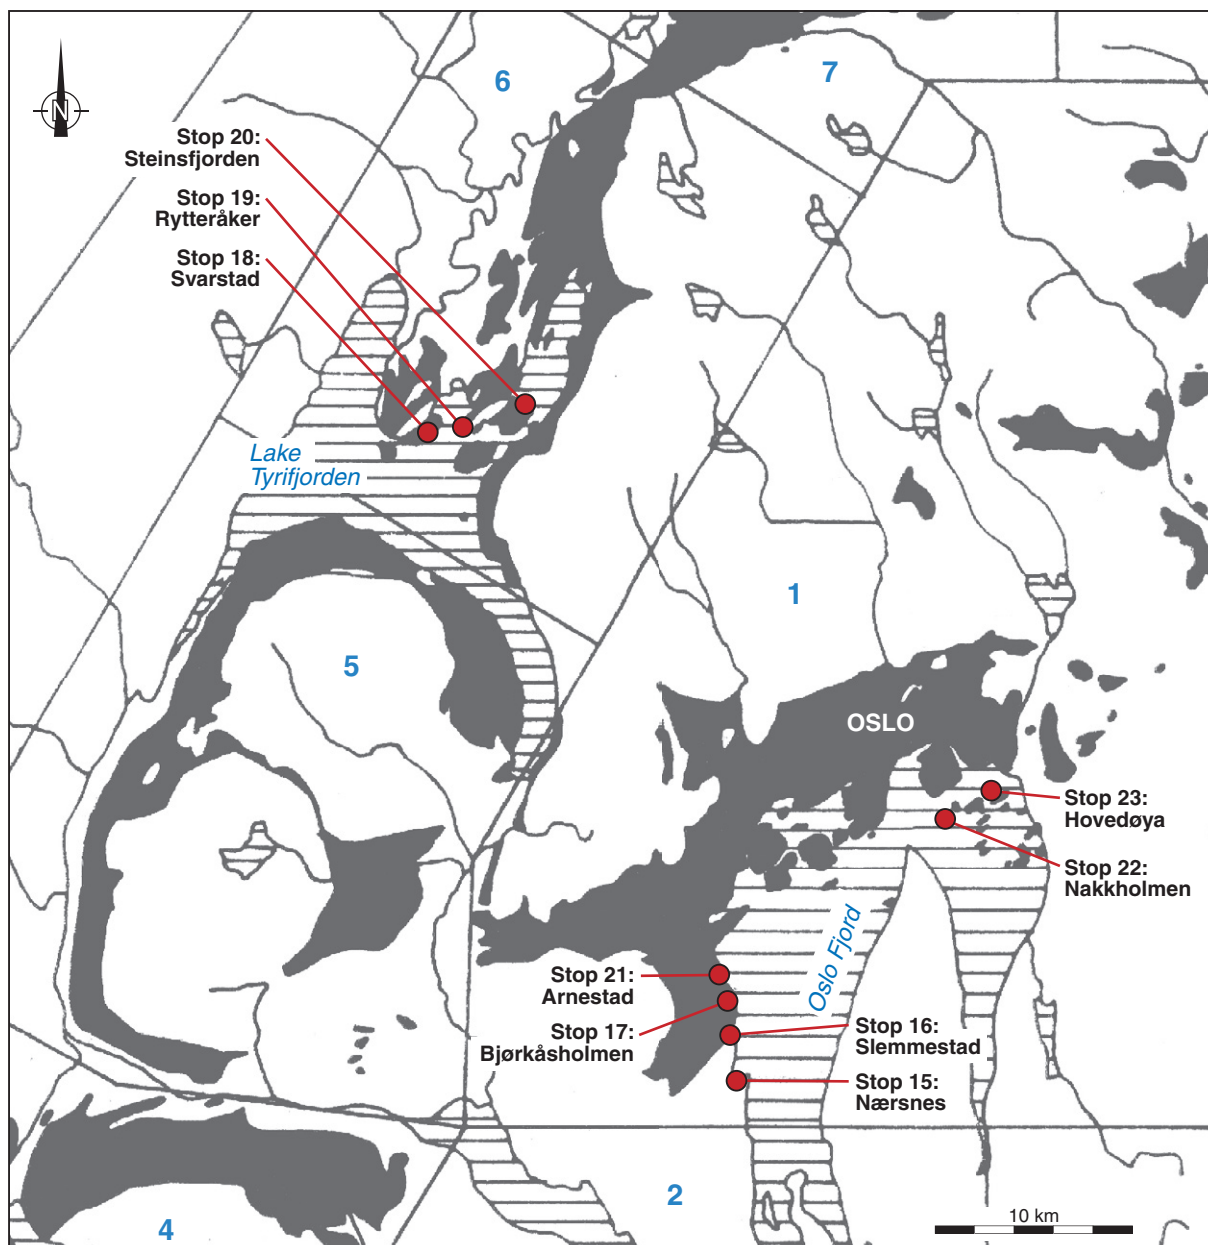 N
6
7
Stop 20:
Steinsfjorden
Stop 19:
Rytteråker
Stop 18:
Svarstad
Lake
Tyrifjorden
1
5
OSLO
Stop 23:
Hovedøya
Stop 22:
Nakkholmen
Oslo Fjord
Stop 21:
Arnestad
Stop 17:
Bjørkåsholmen
Stop 16:
Slemmestad
Stop 15:
Nærsnes
2
4
10 km